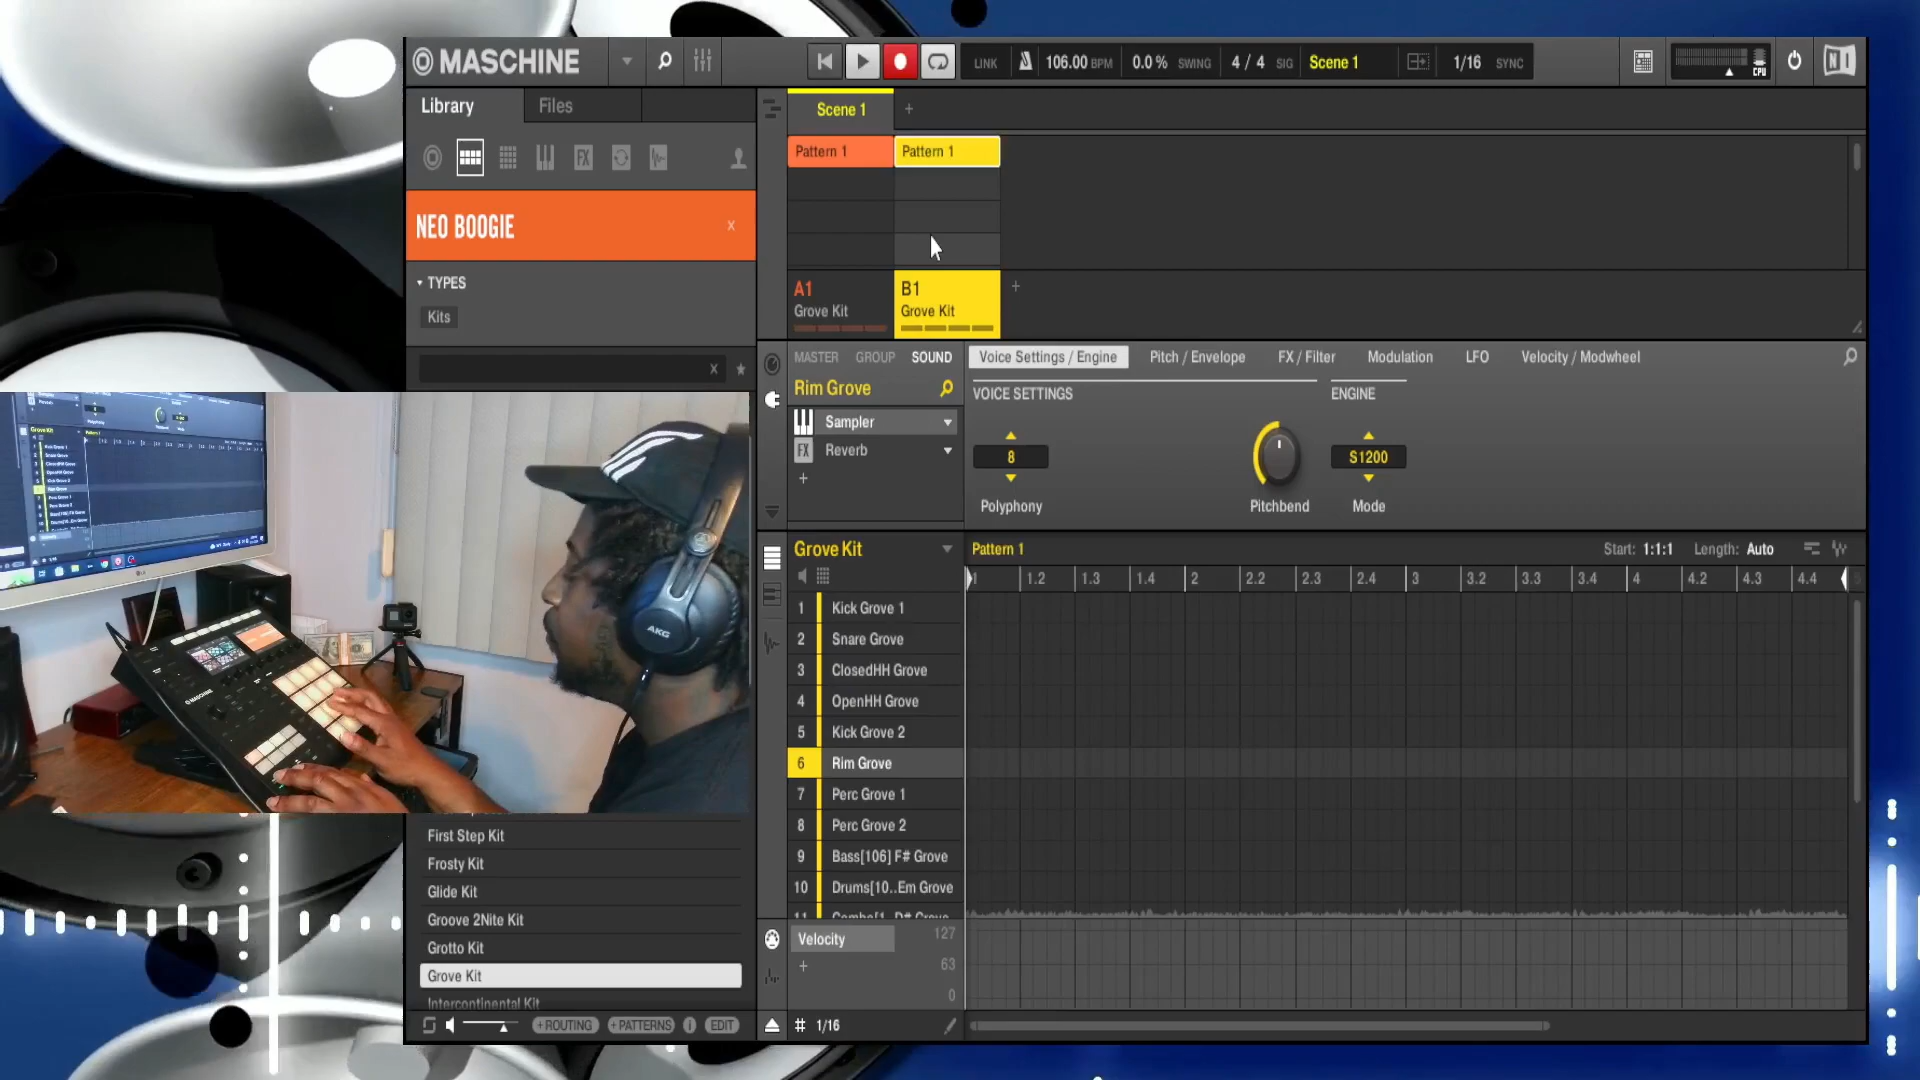 MASCHINE
LINK
106.00 BPM
0.0 % SWING
4 / 4 SIG
Scene 1
1/16 SYNC
CPU
Library
Files
Scene 1
+
Pattern 1
Pattern 1
NEO BOOGIE
X
TYPES
Kits
A1
Grove Kit
B1
Grove Kit
+
MASTER
GROUP
SOUND
Voice Settings / Engine
Pitch / Envelope
FX / Filter
Modulation
LFO
Velocity / Modwheel
Rim Grove
Sampler
FX
Reverb
+
VOICE SETTINGS
ENGINE
8
S1200
Polyphony
Pitchbend
Mode
Grove Kit
Pattern 1
Start: 1:1:1
Length: Auto
1 1.2 1.3 1.4 2 2.2 2.3 2.4 3 3.2 3.3 3.4 4 4.2 4.3 4.4 5
1 Kick Grove 1
2 Snare Grove
3 ClosedHH Grove
4 OpenHH Grove
5 Kick Grove 2
6 Rim Grove
7 Perc Grove 1
8 Perc Grove 2
9 Bass[106] F# Grove
10 Drums[10..Em Grove
Velocity
127
63
0
+
# 1/16
AKG
MASCHINE
First Step Kit
Frosty Kit
Glide Kit
Groove 2Nite Kit
Grotto Kit
Grove Kit
Intercontinental Kit
+ROUTING
+PATTERNS
i
EDIT